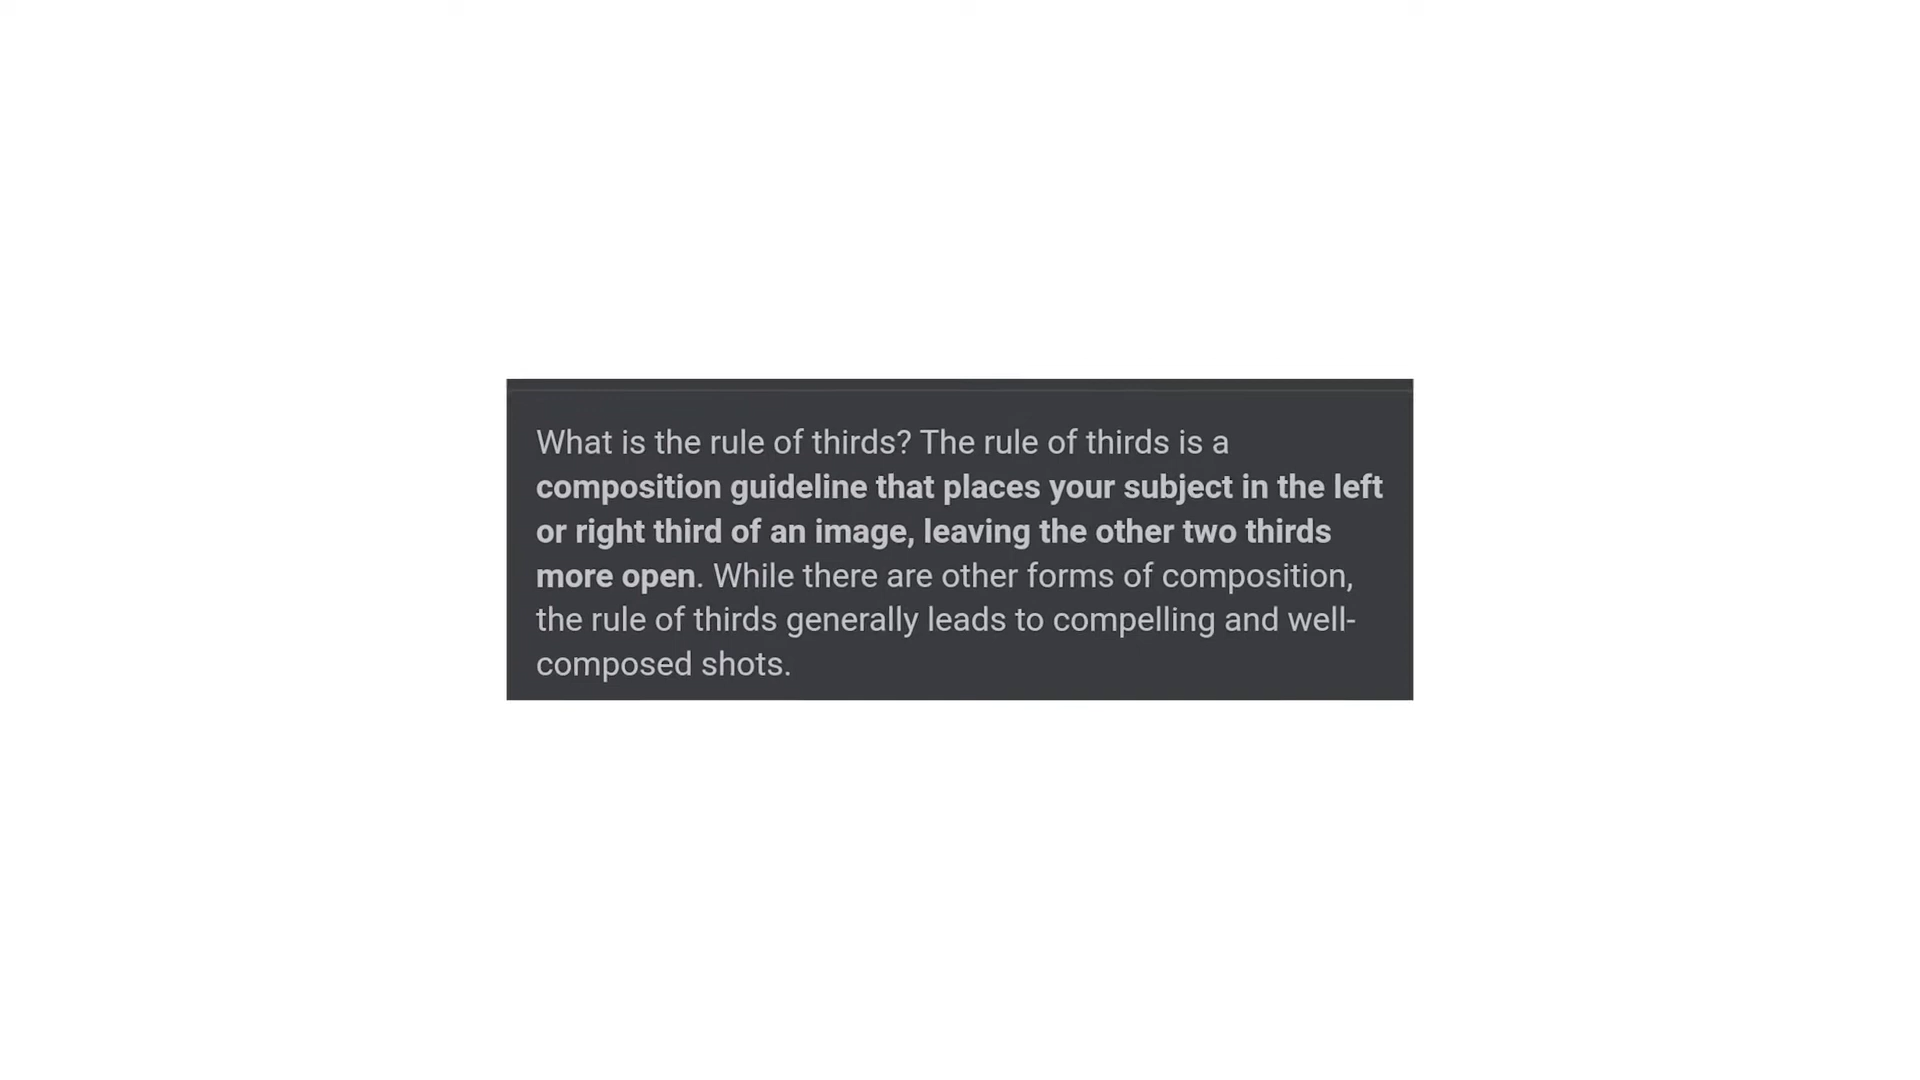 What is the rule of thirds? The rule of thirds is a
composition guideline that places your subject in the left
or right third of an image, leaving the other two thirds
more open. While there are other forms of composition,
the rule of thirds generally leads to compelling and well-
composed shots.